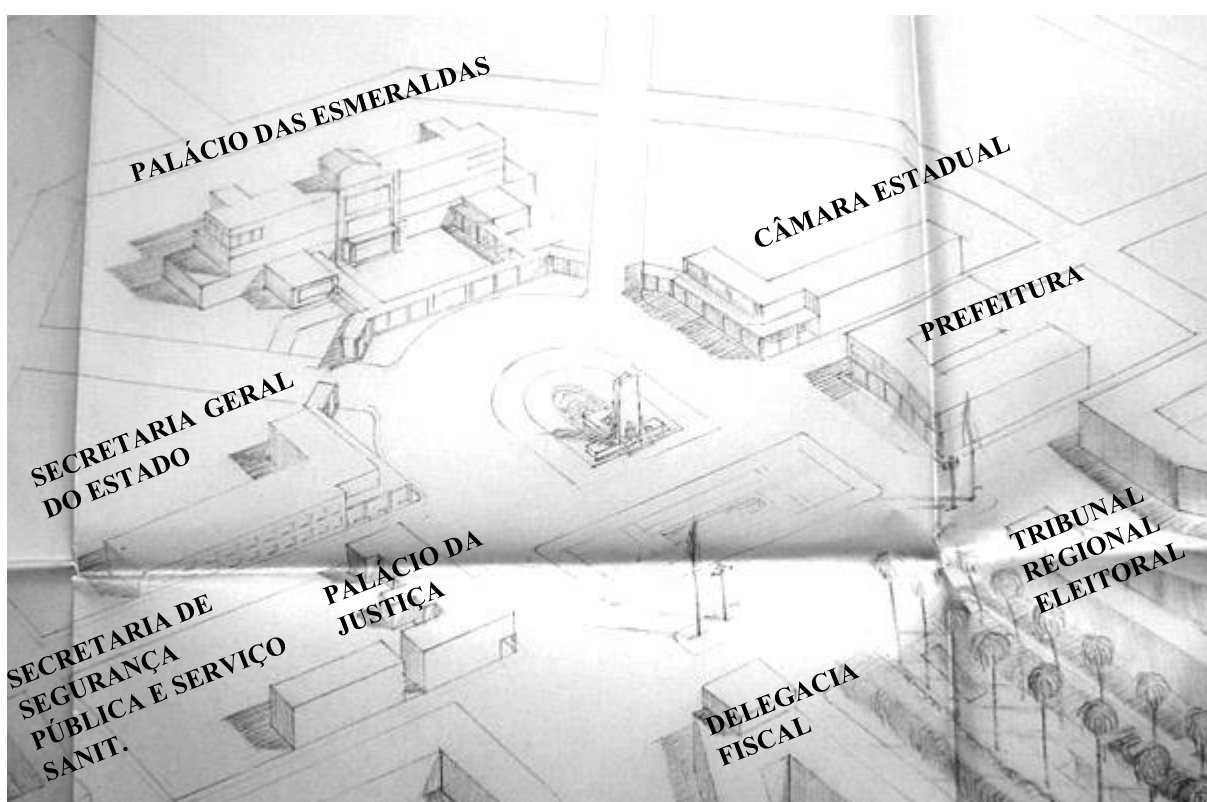 PALÁCIO DAS ESMERALDAS
CÂMARA ESTADUAL
PREFEITURA
SECRETARIA GERAL
DO ESTADO
PALÁCIO DA
JUSTIÇA
TRIBUNAL
REGIONAL
ELEITORAL
SECRETARIA DE
SEGURANÇA
PÚBLICA E SERVIÇO
SANIT.
DELEGACIA
FISCAL